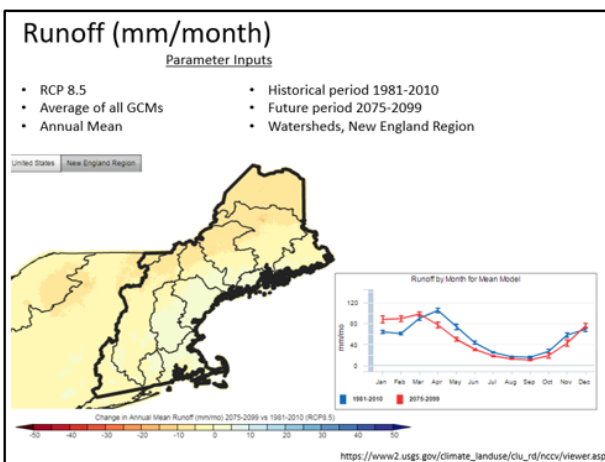 Runoff (mm/month)
Parameter Inputs
• RCP 8.5
• Average of all GCMs
• Annual Mean
• Historical period 1981-2010
• Future period 2075-2099
• Watersheds, New England Region
United States
New England Region
Runoff by Month for Mean Model
mm/mo
120
80
40
0
Jan Feb Mar Apr May Jun Jul Aug Sep Oct Nov Dec
1981-2010 2075-2099
Change in Annual Mean Runoff (mm/mo) 2075-2099 vs 1981-2010 (RCP8.5)
-50 -40 -30 -20 -10 0 10 20 30 40 50
https://www2.usgs.gov/climate_landuse/clu_rd/nccv/viewer.asp